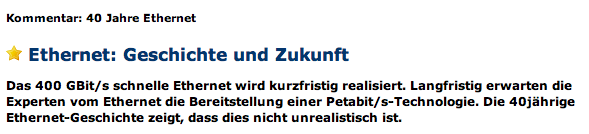 Kommentar: 40 Jahre Ethernet
Ethernet: Geschichte und Zukunft
Das 400 GBit/s schnelle Ethernet wird kurzfristig realisiert. Langfristig erwarten die
Experten vom Ethernet die Bereitstellung einer Petabit/s-Technologie. Die 40jährige
Ethernet-Geschichte zeigt, dass dies nicht unrealistisch ist.